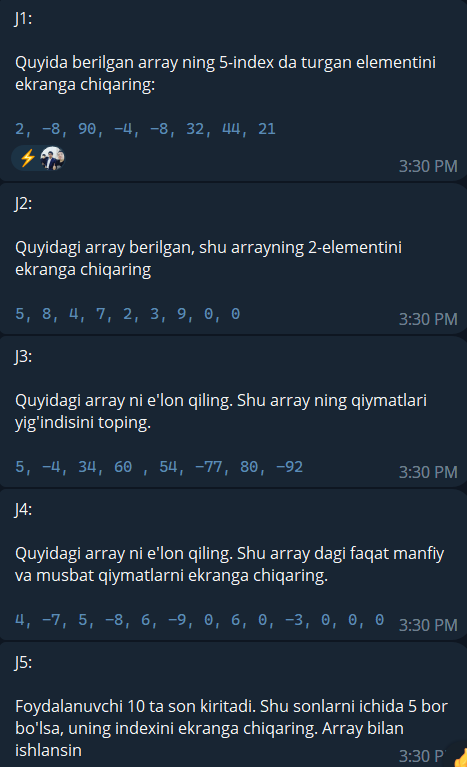 J1:
Quyida berilgan array ning 5-index da turgan elementini
ekranga chiqaring:
2, −8, 90, −4, −8, 32, 44, 21
3:30 PM
J2:
Quyidagi array berilgan, shu arrayning 2-elementini
ekranga chiqaring
5, 8, 4, 7, 2, 3, 9, 0, 0
3:30 PM
J3:
Quyidagi array ni e'lon qiling. Shu array ning qiymatlari
yig'indisini toping.
5, −4, 34, 60 , 54, −77, 80, −92
3:30 PM
J4:
Quyidagi array ni e'lon qiling. Shu array dagi faqat manfiy
va musbat qiymatlarni ekranga chiqaring.
4, −7, 5, −8, 6, −9, 0, 6, 0, −3, 0, 0, 0
3:30 PM
J5:
Foydalanuvchi 10 ta son kiritadi. Shu sonlarni ichida 5 bor
bo'lsa, uning indexini ekranga chiqaring. Array bilan
ishlansin
3:30 P